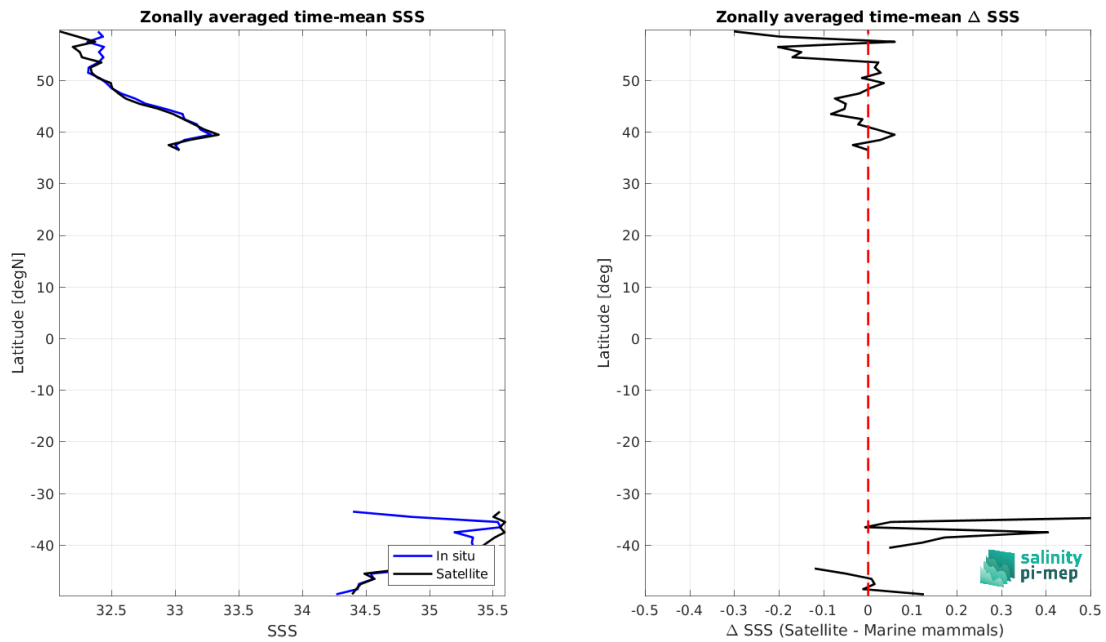 Zonally averaged time-mean SSS
50
40
30
20
10
0
-10
-20
-30
-40
Latitude [degN]
In situ
Satellite
32.5 33 33.5 34 34.5 35 35.5
SSS
Zonally averaged time-mean Δ SSS
50
40
30
20
10
0
-10
-20
-30
-40
Latitude [deg]
salinity
pi-mep
-0.5 -0.4 -0.3 -0.2 -0.1 0 0.1 0.2 0.3 0.4 0.5
Δ SSS (Satellite - Marine mammals)